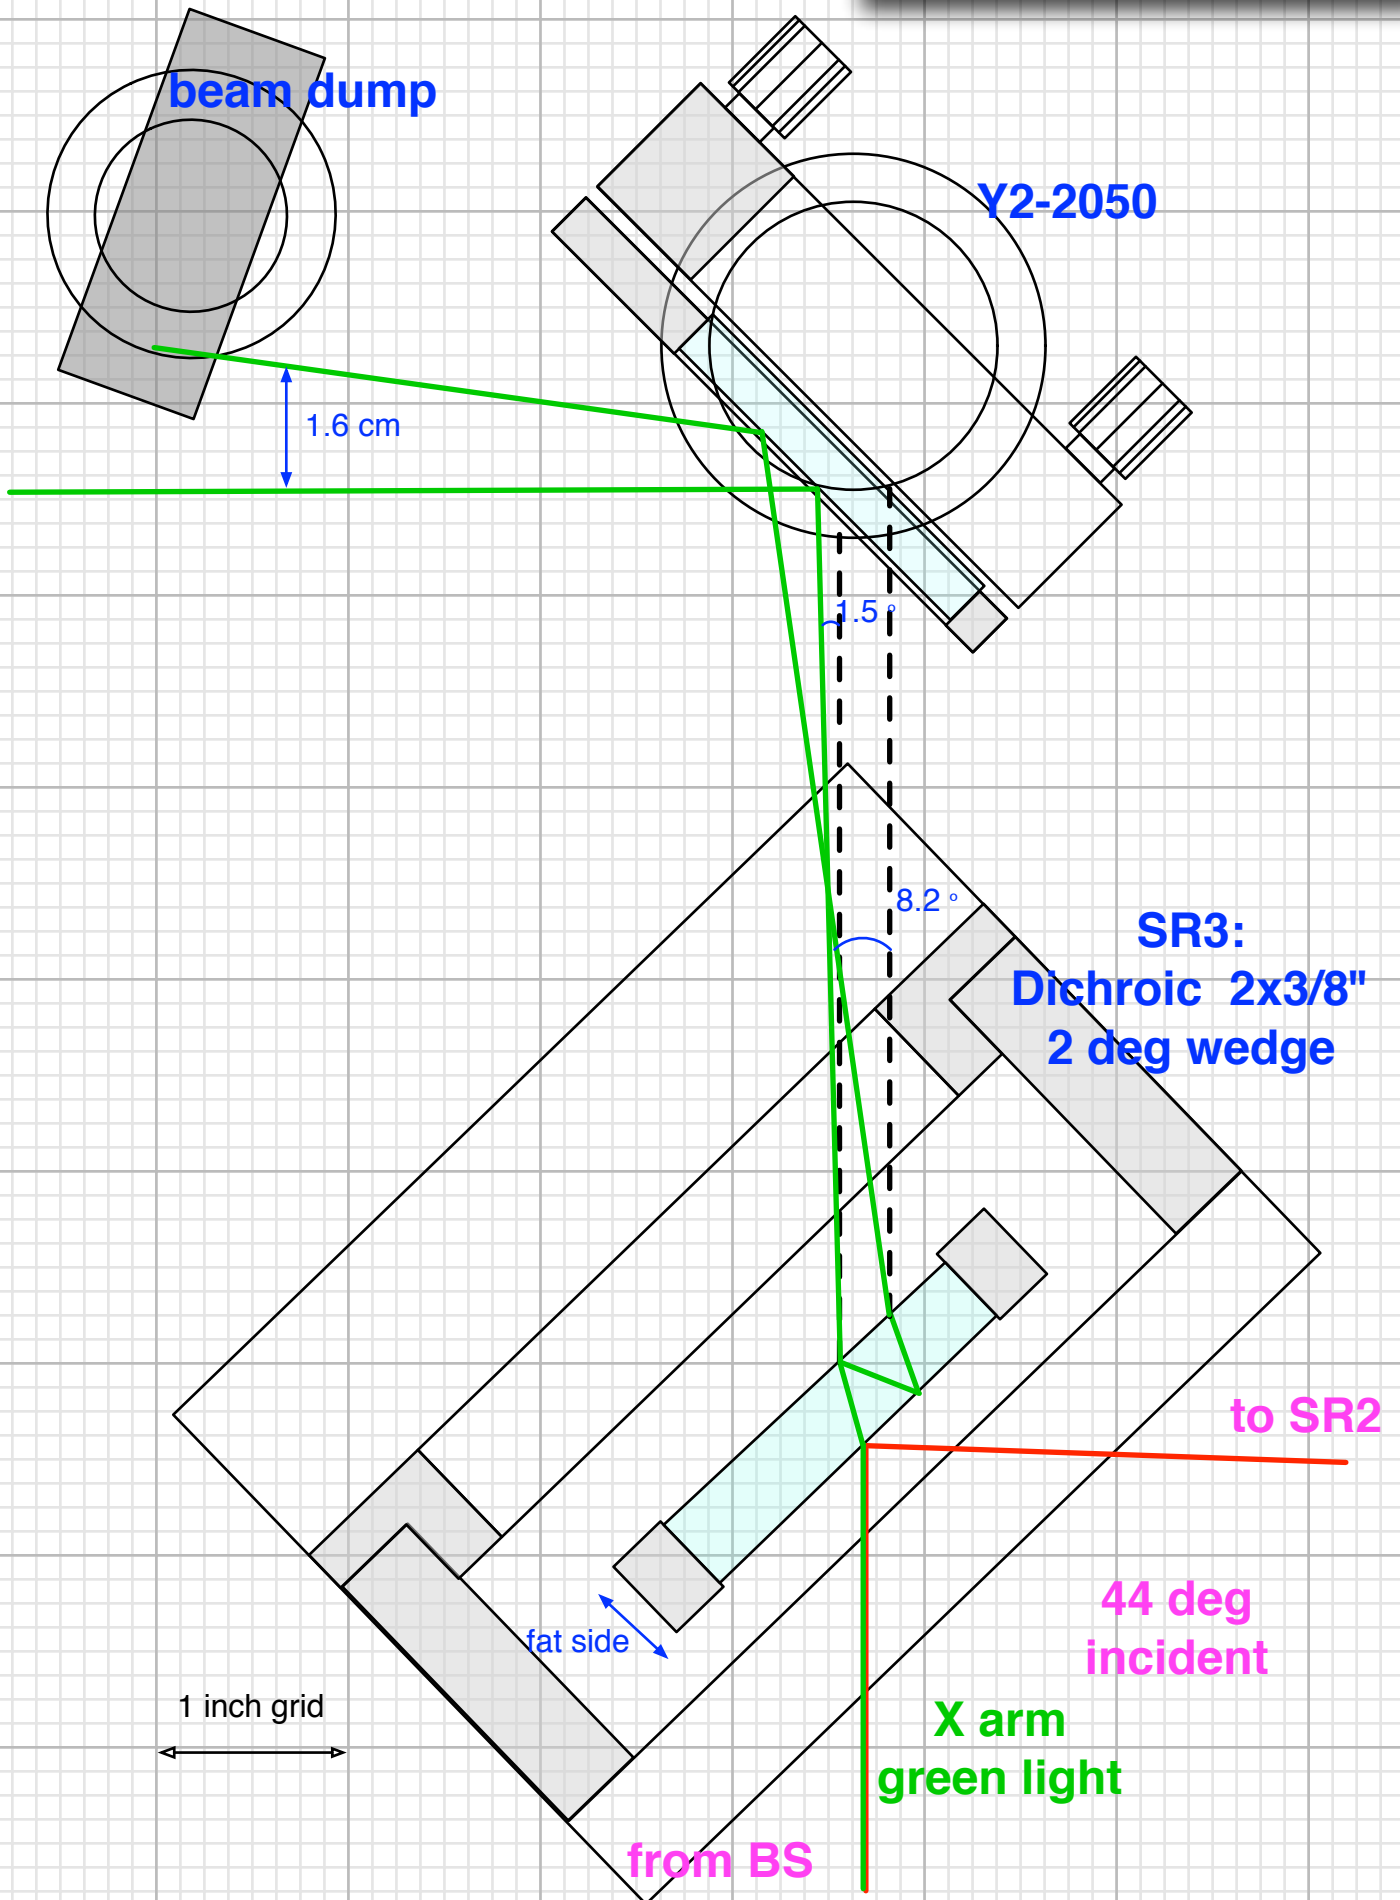 beam dump
Y2-2050
1.6 cm
1.5 °
8.2 °
SR3:
Dichroic 2x3/8"
2 deg wedge
to SR2
44 deg
incident
fat side
1 inch grid
X arm
green light
from BS